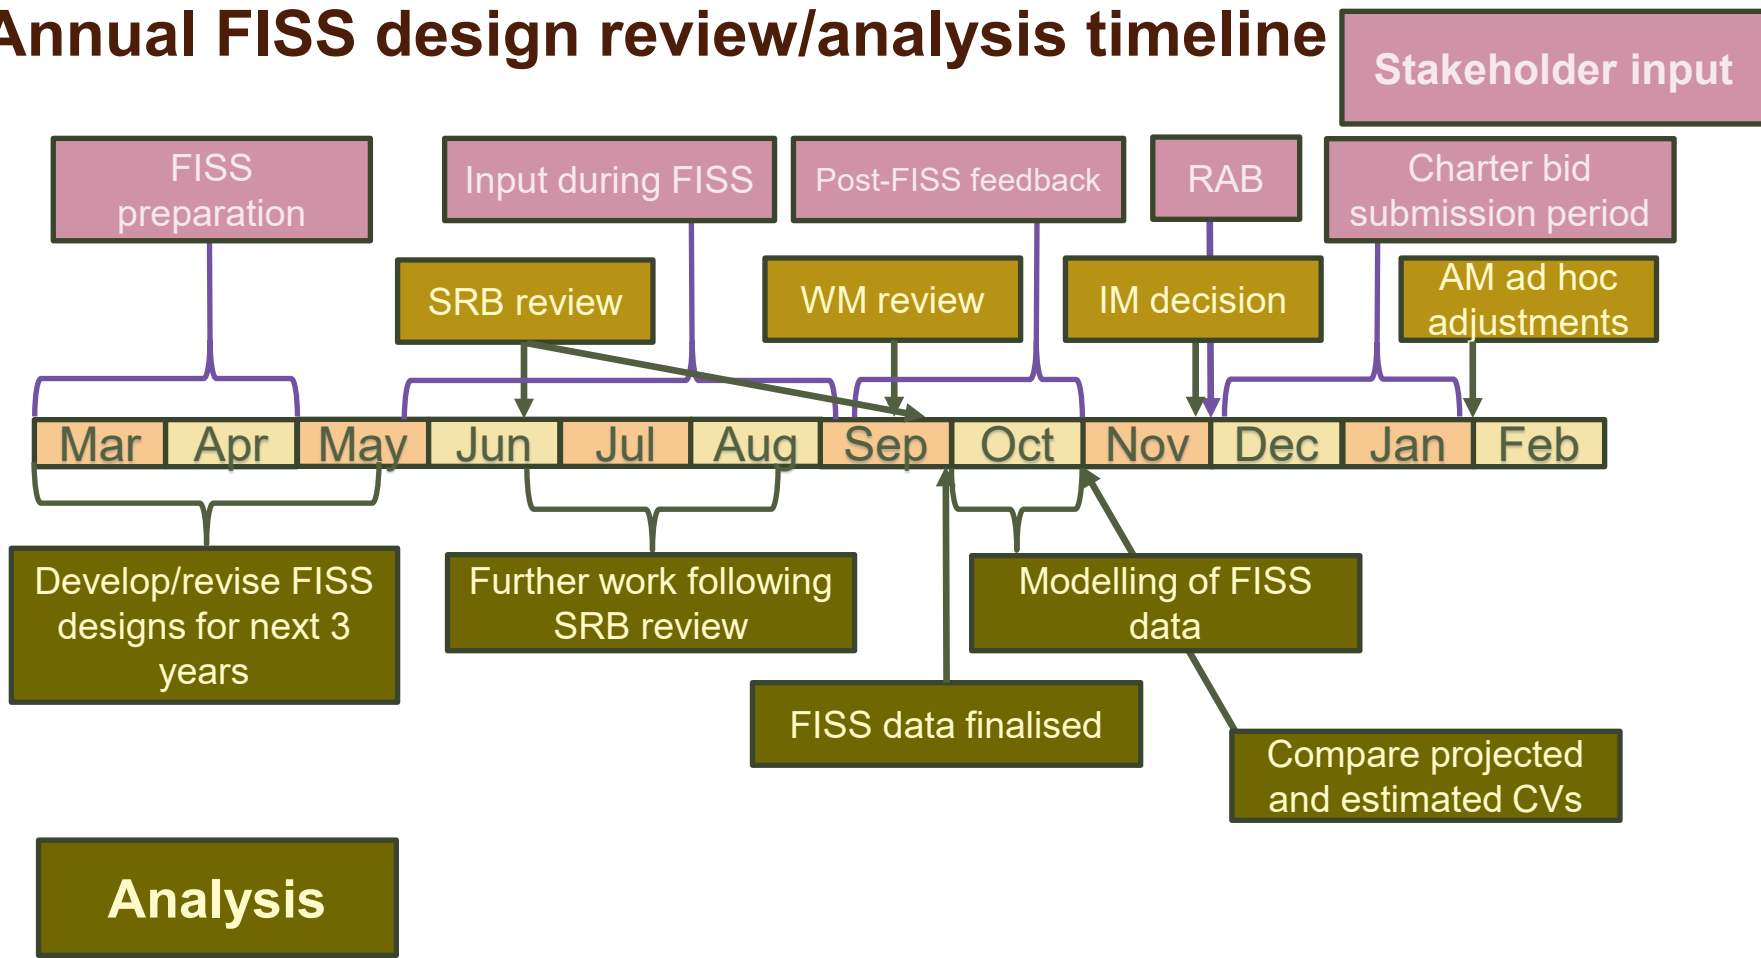 Annual FISS design review/analysis timeline
Stakeholder input
FISS
preparation
Input during FISS
Post-FISS feedback
RAB
Charter bid
submission period
SRB review
WM review
IM decision
AM ad hoc
adjustments
Mar Apr May Jun Jul Aug Sep Oct Nov Dec Jan Feb
Develop/revise FISS
designs for next 3
years
Further work following
SRB review
Modelling of FISS
data
FISS data finalised
Compare projected
and estimated CVs
Analysis